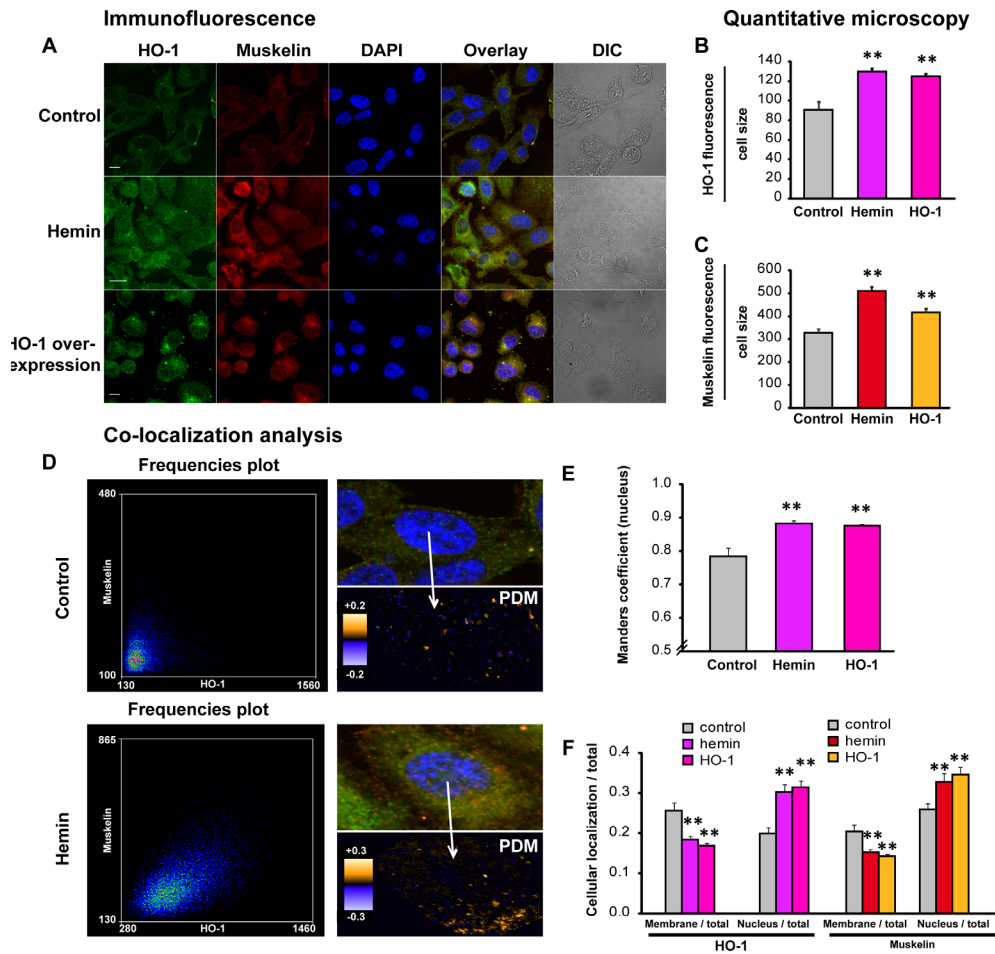 Immunofluorescence
Quantitative microscopy
A
HO-1 Muskelin DAPI Overlay DIC
Control
Hemin
HO-1 over-
expression
B
HO-1 fluorescence
cell size
140
120
100
80
60
40
20
0
** **
Control Hemin HO-1
C
Muskelin fluorescence
cell size
600
500
400
300
200
100
0
** **
Control Hemin HO-1
Co-localization analysis
D
Frequencies plot
Control
480
Muskelin
100
130 HO-1 1560
PDM
+0.2
-0.2
Frequencies plot
Hemin
865
Muskelin
130
280 HO-1 1460
PDM
+0.3
-0.3
E
Manders coefficient (nucleus)
1.0
0.9
0.8
0.7
0.6
0.5
** **
Control Hemin HO-1
F
control
hemin
HO-1
control
hemin
HO-1
Cellular localization / total
0.4
0.3
0.2
0.1
0.0
** ** ** ** ** ** ** **
Membrane / total Nucleus / total Membrane / total Nucleus / total
HO-1 Muskelin